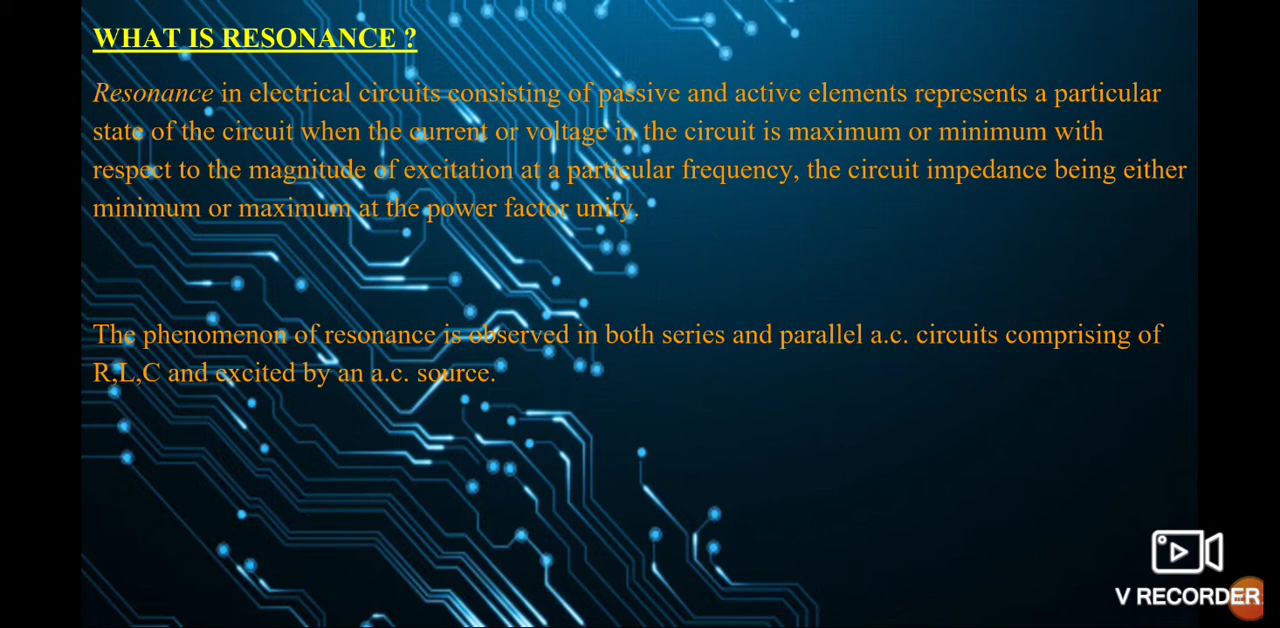 WHAT IS RESONANCE ?
Resonance in electrical circuits consisting of passive and active elements represents a particular
state of the circuit when the current or voltage in the circuit is maximum or minimum with
respect to the magnitude of excitation at a particular frequency, the circuit impedance being either
minimum or maximum at the power factor unity.
The phenomenon of resonance is observed in both series and parallel a.c. circuits comprising of
R,L,C and excited by an a.c. source.
V RECORDER